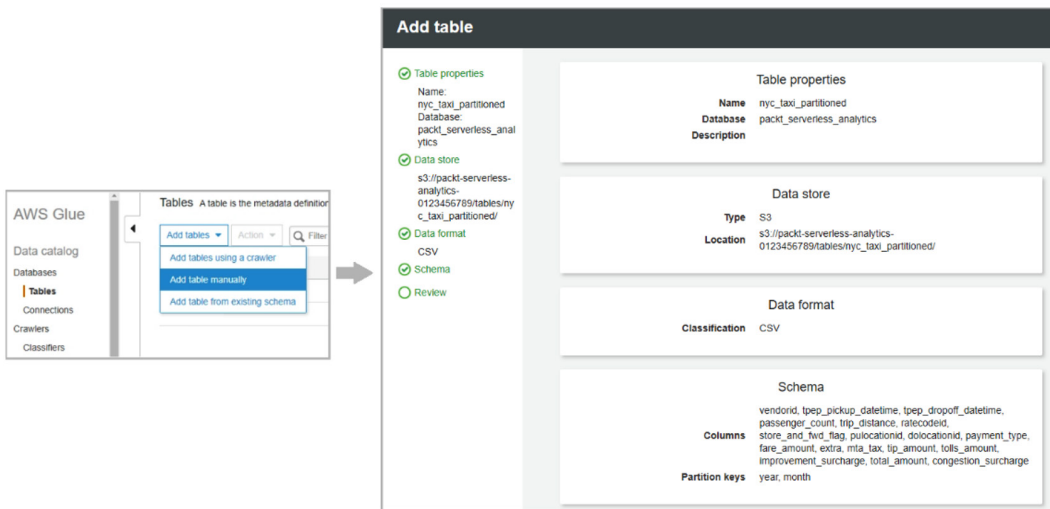 AWS Glue
Data catalog
Databases
Tables
Connections
Crawlers
Classifiers
Tables A table is the metadata definition
Add tables
Action
Filter
Add tables using a crawler
Add table manually
Add table from existing schema
Add table
Table properties
Name:
nyc_taxi_partitioned
Database:
packt_serverless_anal
ytics
Data store
s3://packt-serverless-
analytics-
0123456789/tables/ny
c_taxi_partitioned/
Data format
CSV
Schema
Review
Table properties
Name nyc_taxi_partitioned
Database packt_serverless_analytics
Description
Data store
Type S3
Location s3://packt-serverless-analytics-
0123456789/tables/nyc_taxi_partitioned/
Data format
Classification CSV
Schema
Columns vendorid, tpep_pickup_datetime, tpep_dropoff_datetime,
passenger_count, trip_distance, ratecodeid,
store_and_fwd_flag, pulocationid, dolocationid, payment_type,
fare_amount, extra, mta_tax, tip_amount, tolls_amount,
improvement_surcharge, total_amount, congestion_surcharge
Partition keys year, month